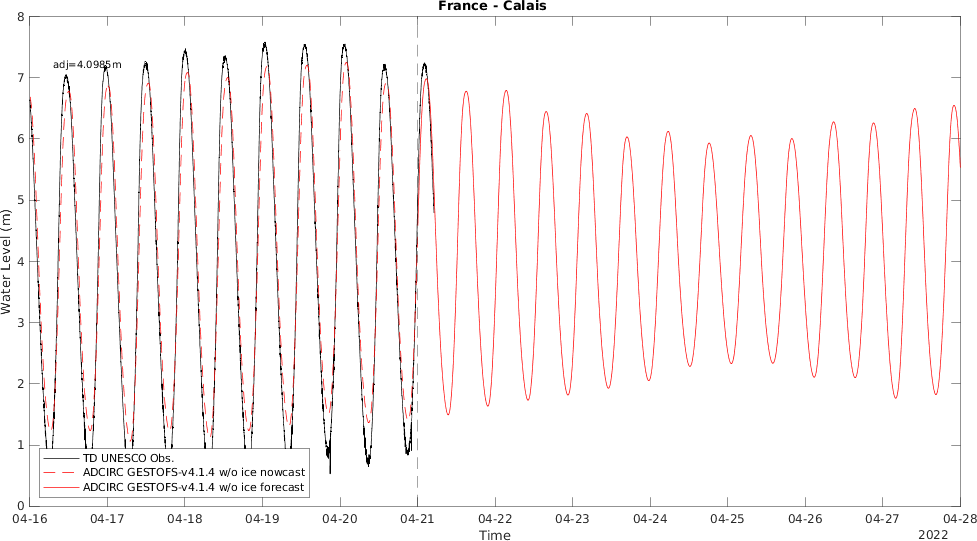 France - Calais
8
7
6
5
4
3
2
1
0
Water Level (m)
adj=4.0985m
TD UNESCO Obs.
ADCIRC GESTOFS-v4.1.4 w/o ice nowcast
ADCIRC GESTOFS-v4.1.4 w/o ice forecast
04-16 04-17 04-18 04-19 04-20 04-21 04-22 04-23 04-24 04-25 04-26 04-27 04-28
Time
2022